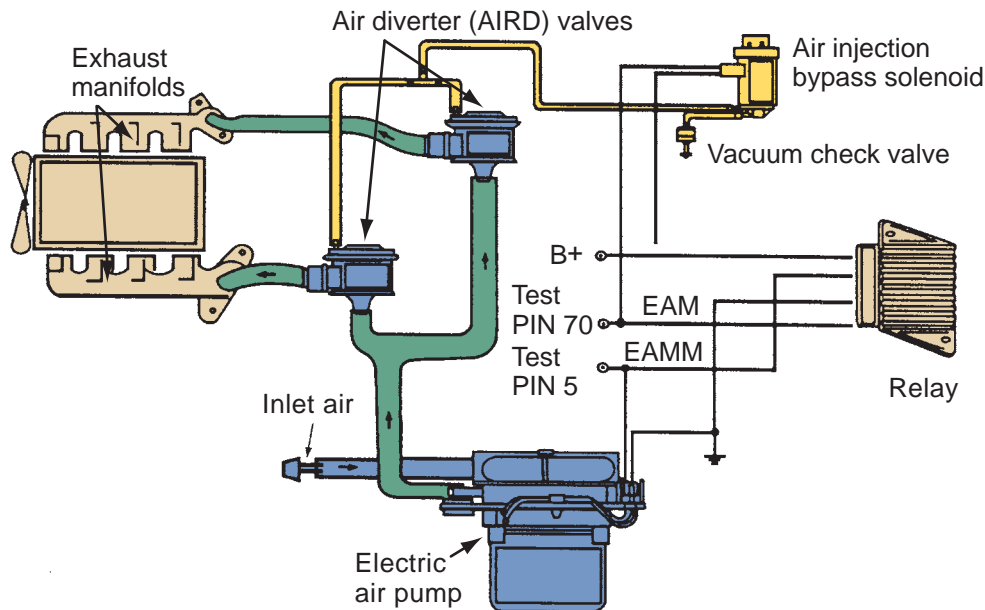 Air diverter (AIRD) valves
Exhaust
manifolds
Air injection
bypass solenoid
Vacuum check valve
B+
Test
PIN 70
EAM
Test
PIN 5
EAMM
Relay
Inlet air
Electric
air pump